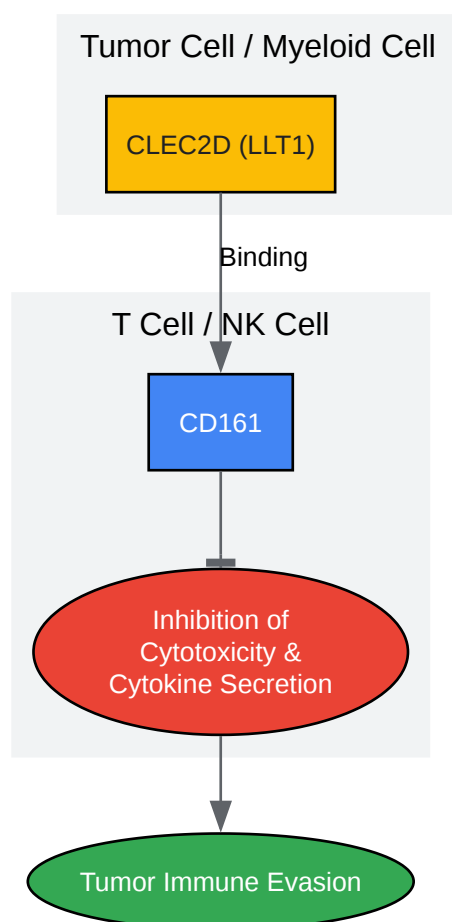 Tumor Cell / Myeloid Cell
CLEC2D (LLT1)
Binding
T Cell / NK Cell
CD161
Inhibition of
Cytotoxicity &
Cytokine Secretion
Tumor Immune Evasion